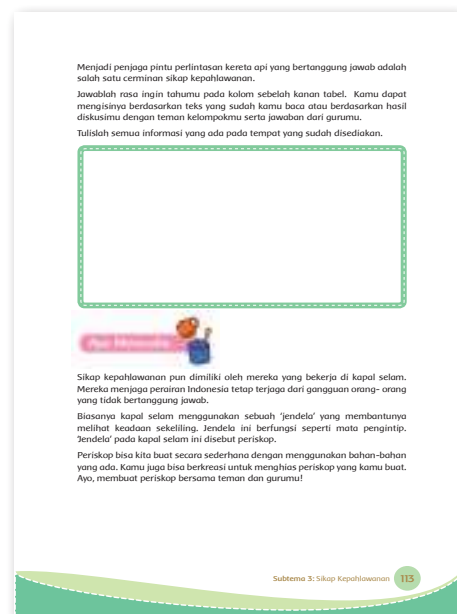 Menjadi penjaga pintu perlintasan kereta api yang bertanggung jawab adalah
salah satu cerminan sikap kepahlawanan.
Jawablah rasa ingin tahumu pada kolom sebelah kanan tabel. Kamu dapat
mengisinya berdasarkan teks yang sudah kamu baca atau berdasarkan hasil
diskusimu dengan teman kelompokmu serta jawaban dari gurumu.
Tulislah semua informasi yang ada pada tempat yang sudah disediakan.
Sikap kepahlawanan pun dimiliki oleh mereka yang bekerja di kapal selam.
Mereka menjaga perairan Indonesia tetap terjaga dari gangguan orang- orang
yang tidak bertanggung jawab.
Biasanya kapal selam menggunakan sebuah 'jendela' yang membantunya
melihat keadaan sekeliling. Jendela ini berfungsi seperti mata pengintip.
'Jendela' pada kapal selam ini disebut periskop.
Periskop bisa kita buat secara sederhana dengan menggunakan bahan-bahan
yang ada. Kamu juga bisa berkreasi untuk menghias periskop yang kamu buat.
Ayo, membuat periskop bersama teman dan gurumu!
Subtema 3: Sikap Kepahlawanan 113